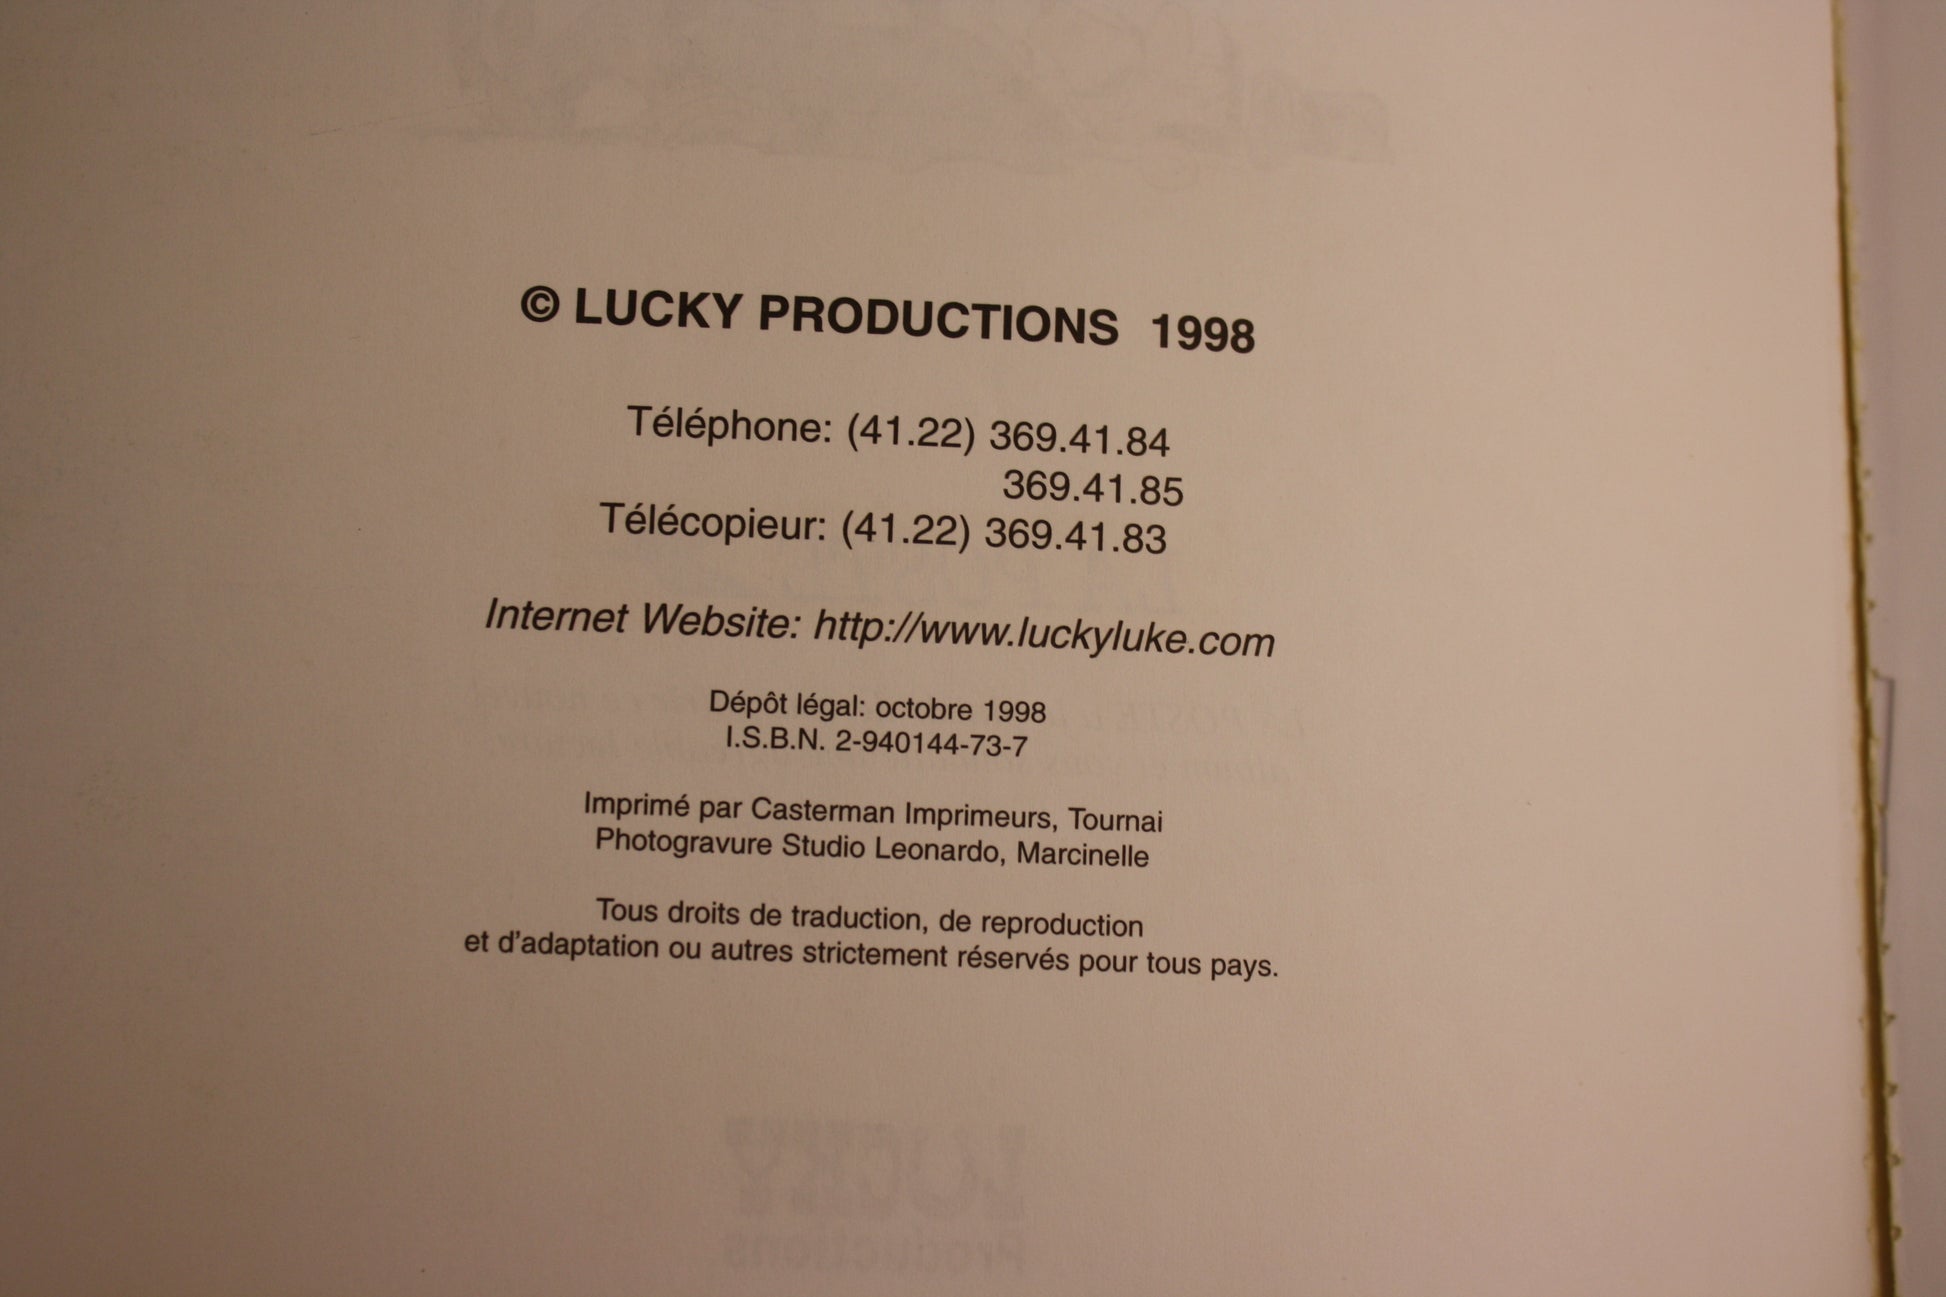 © LUCKY PRODUCTIONS 1998
Téléphone: (41.22) 369.41.84
369.41.85
Télécopieur: (41.22) 369.41.83
Internet Website: http://www.luckyluke.com
Dépôt légal: octobre 1998
I.S.B.N. 2-940144-73-7
Imprimé par Casterman Imprimeurs, Tournai
Photogravure Studio Leonardo, Marcinelle
Tous droits de traduction, de reproduction
et d'adaptation ou autres strictement réservés pour tous pays.
LUCKY
Productions